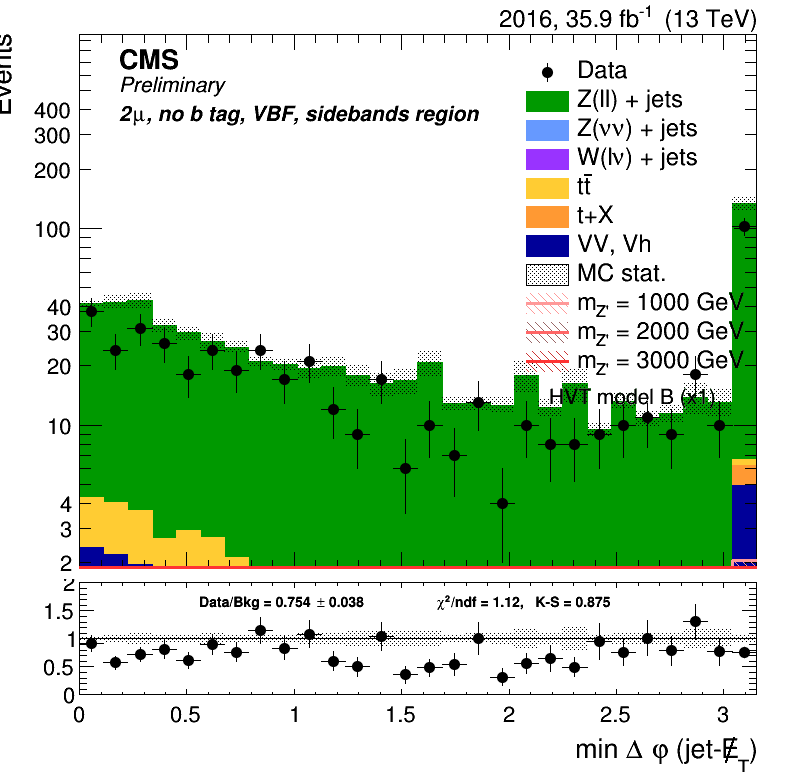 2016, 35.9 fb⁻¹ (13 TeV)
Events
CMS
Preliminary
2μ, no b tag, VBF, sidebands region
Data
Z(ll) + jets
Z(νν) + jets
W(lν) + jets
tt̄
t+X
VV, Vh
MC stat.
m_Z' = 1000 GeV
m_Z' = 2000 GeV
m_Z' = 3000 GeV
HVT model B (x1)
400
300
200
100
40
30
20
10
4
3
2
Data/Bkg = 0.754 ± 0.038 χ²/ndf = 1.12, K-S = 0.875
2
1.5
1
0.5
0
0 0.5 1 1.5 2 2.5 3
min Δ φ (jet-E̸_T)